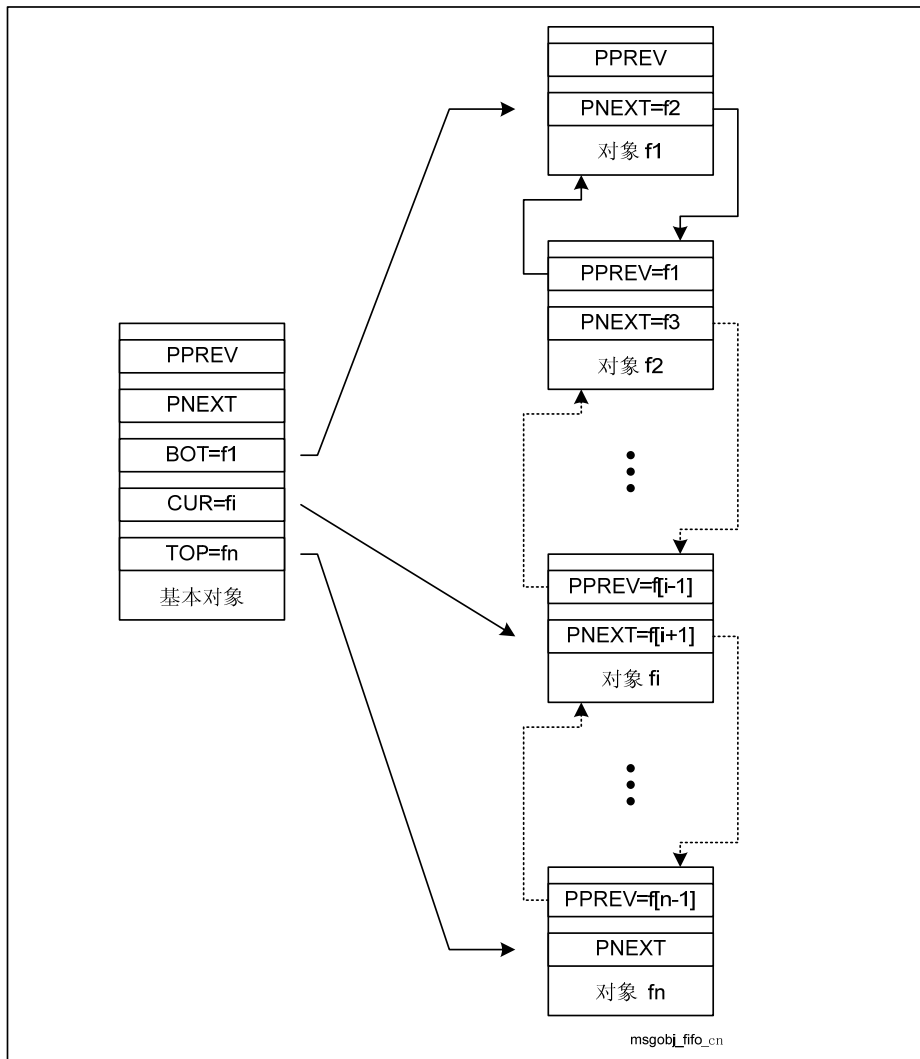 PPREV
PNEXT
BOT=f1
CUR=fi
TOP=fn
基本对象
PPREV
PNEXT=f2
对象 f1
PPREV=f1
PNEXT=f3
对象 f2
PPREV=f[i-1]
PNEXT=f[i+1]
对象 fi
PPREV=f[n-1]
PNEXT
对象 fn
msgobj_fifo_cn